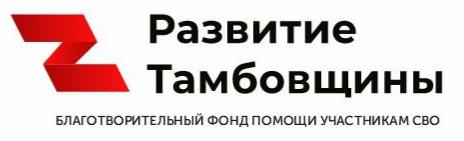 Развитие
Тамбовщины
БЛАГОТВОРИТЕЛЬНЫЙ ФОНД ПОМОЩИ УЧАСТНИКАМ СВО